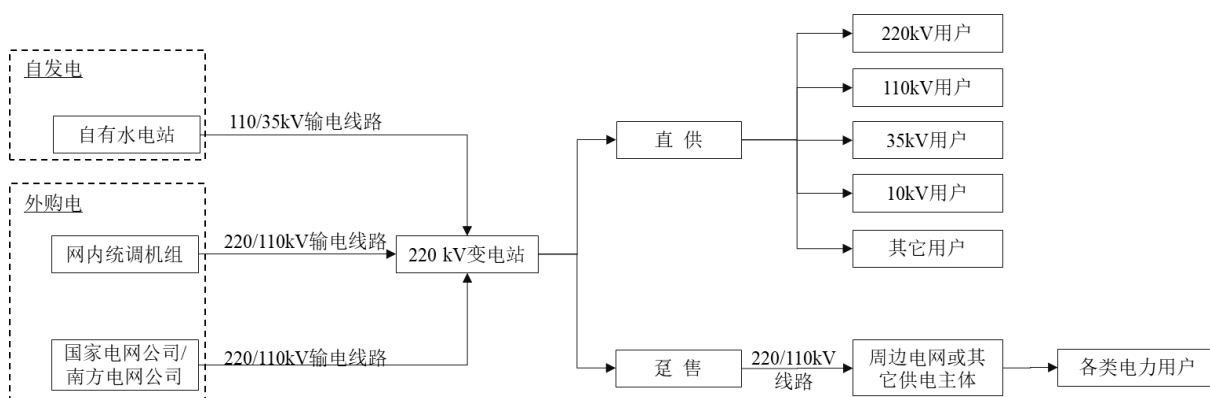 自发电
自有水电站
110/35kV输电线路
外购电
网内统调机组
220/110kV输电线路
国家电网公司/
南方电网公司
220/110kV输电线路
220 kV变电站
直 供
220kV用户
110kV用户
35kV用户
10kV用户
其它用户
趸 售
220/110kV
线路
周边电网或其
它供电主体
各类电力用户